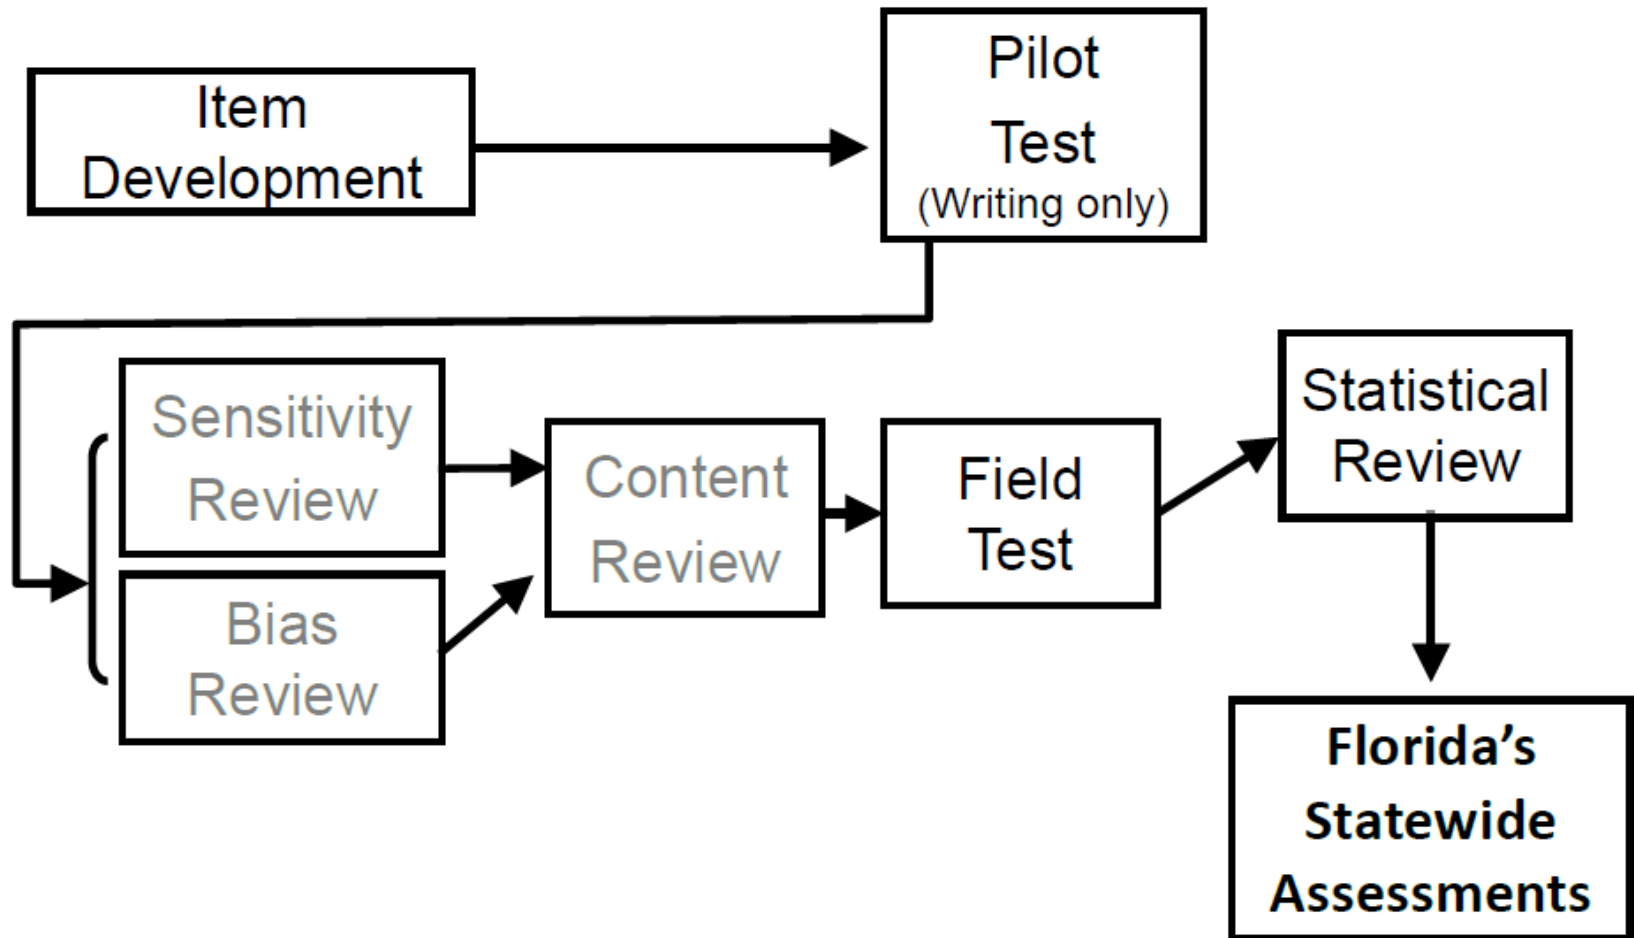 Item
Development
Pilot
Test
(Writing only)
Sensitivity
Review
Bias
Review
Content
Review
Field
Test
Statistical
Review
Florida’s
Statewide
Assessments